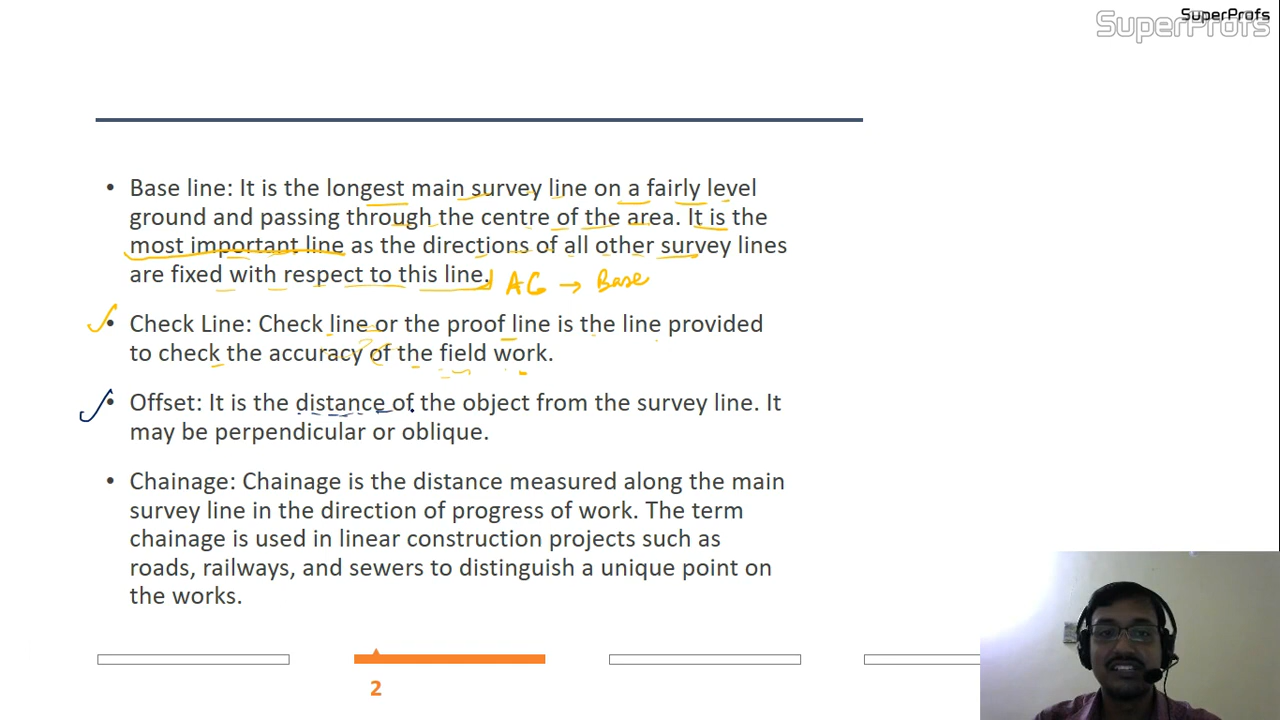 SuperProfs
SuperProfs
• Base line: It is the longest main survey line on a fairly level
ground and passing through the centre of the area. It is the
most important line as the directions of all other survey lines
are fixed with respect to this line.
AG → Base
• Check Line: Check line or the proof line is the line provided
to check the accuracy of the field work.
• Offset: It is the distance of the object from the survey line. It
may be perpendicular or oblique.
• Chainage: Chainage is the distance measured along the main
survey line in the direction of progress of work. The term
chainage is used in linear construction projects such as
roads, railways, and sewers to distinguish a unique point on
the works.
2